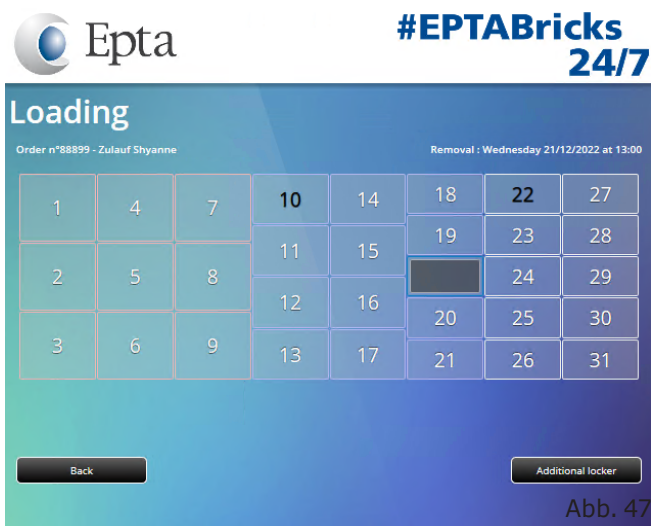 Epta
#EPTABricks
24/7
Loading
Order n°88899 - Zulauf Shyanne
Removal : Wednesday 21/12/2022 at 13:00
1 4 7 10 14 18 22 27
11 15 19 23 28
2 5 8 24 29
12 16 20 25 30
3 6 9 13 17 21 26 31
Back
Additional locker
Abb. 47